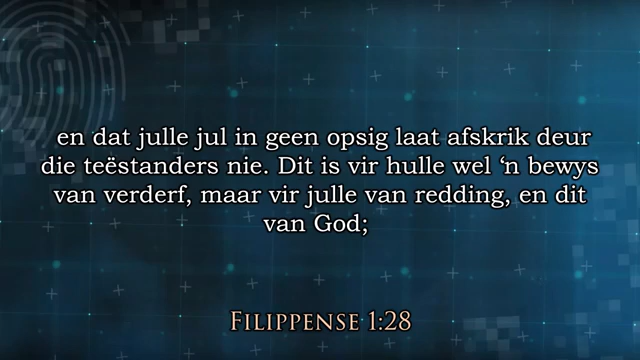 en dat julle jul in geen opsig laat afskrik deur
die teëstanders nie. Dit is vir hulle wel ‘n bewys
van verderf, maar vir julle van redding, en dit
van God;
Filippense 1:28